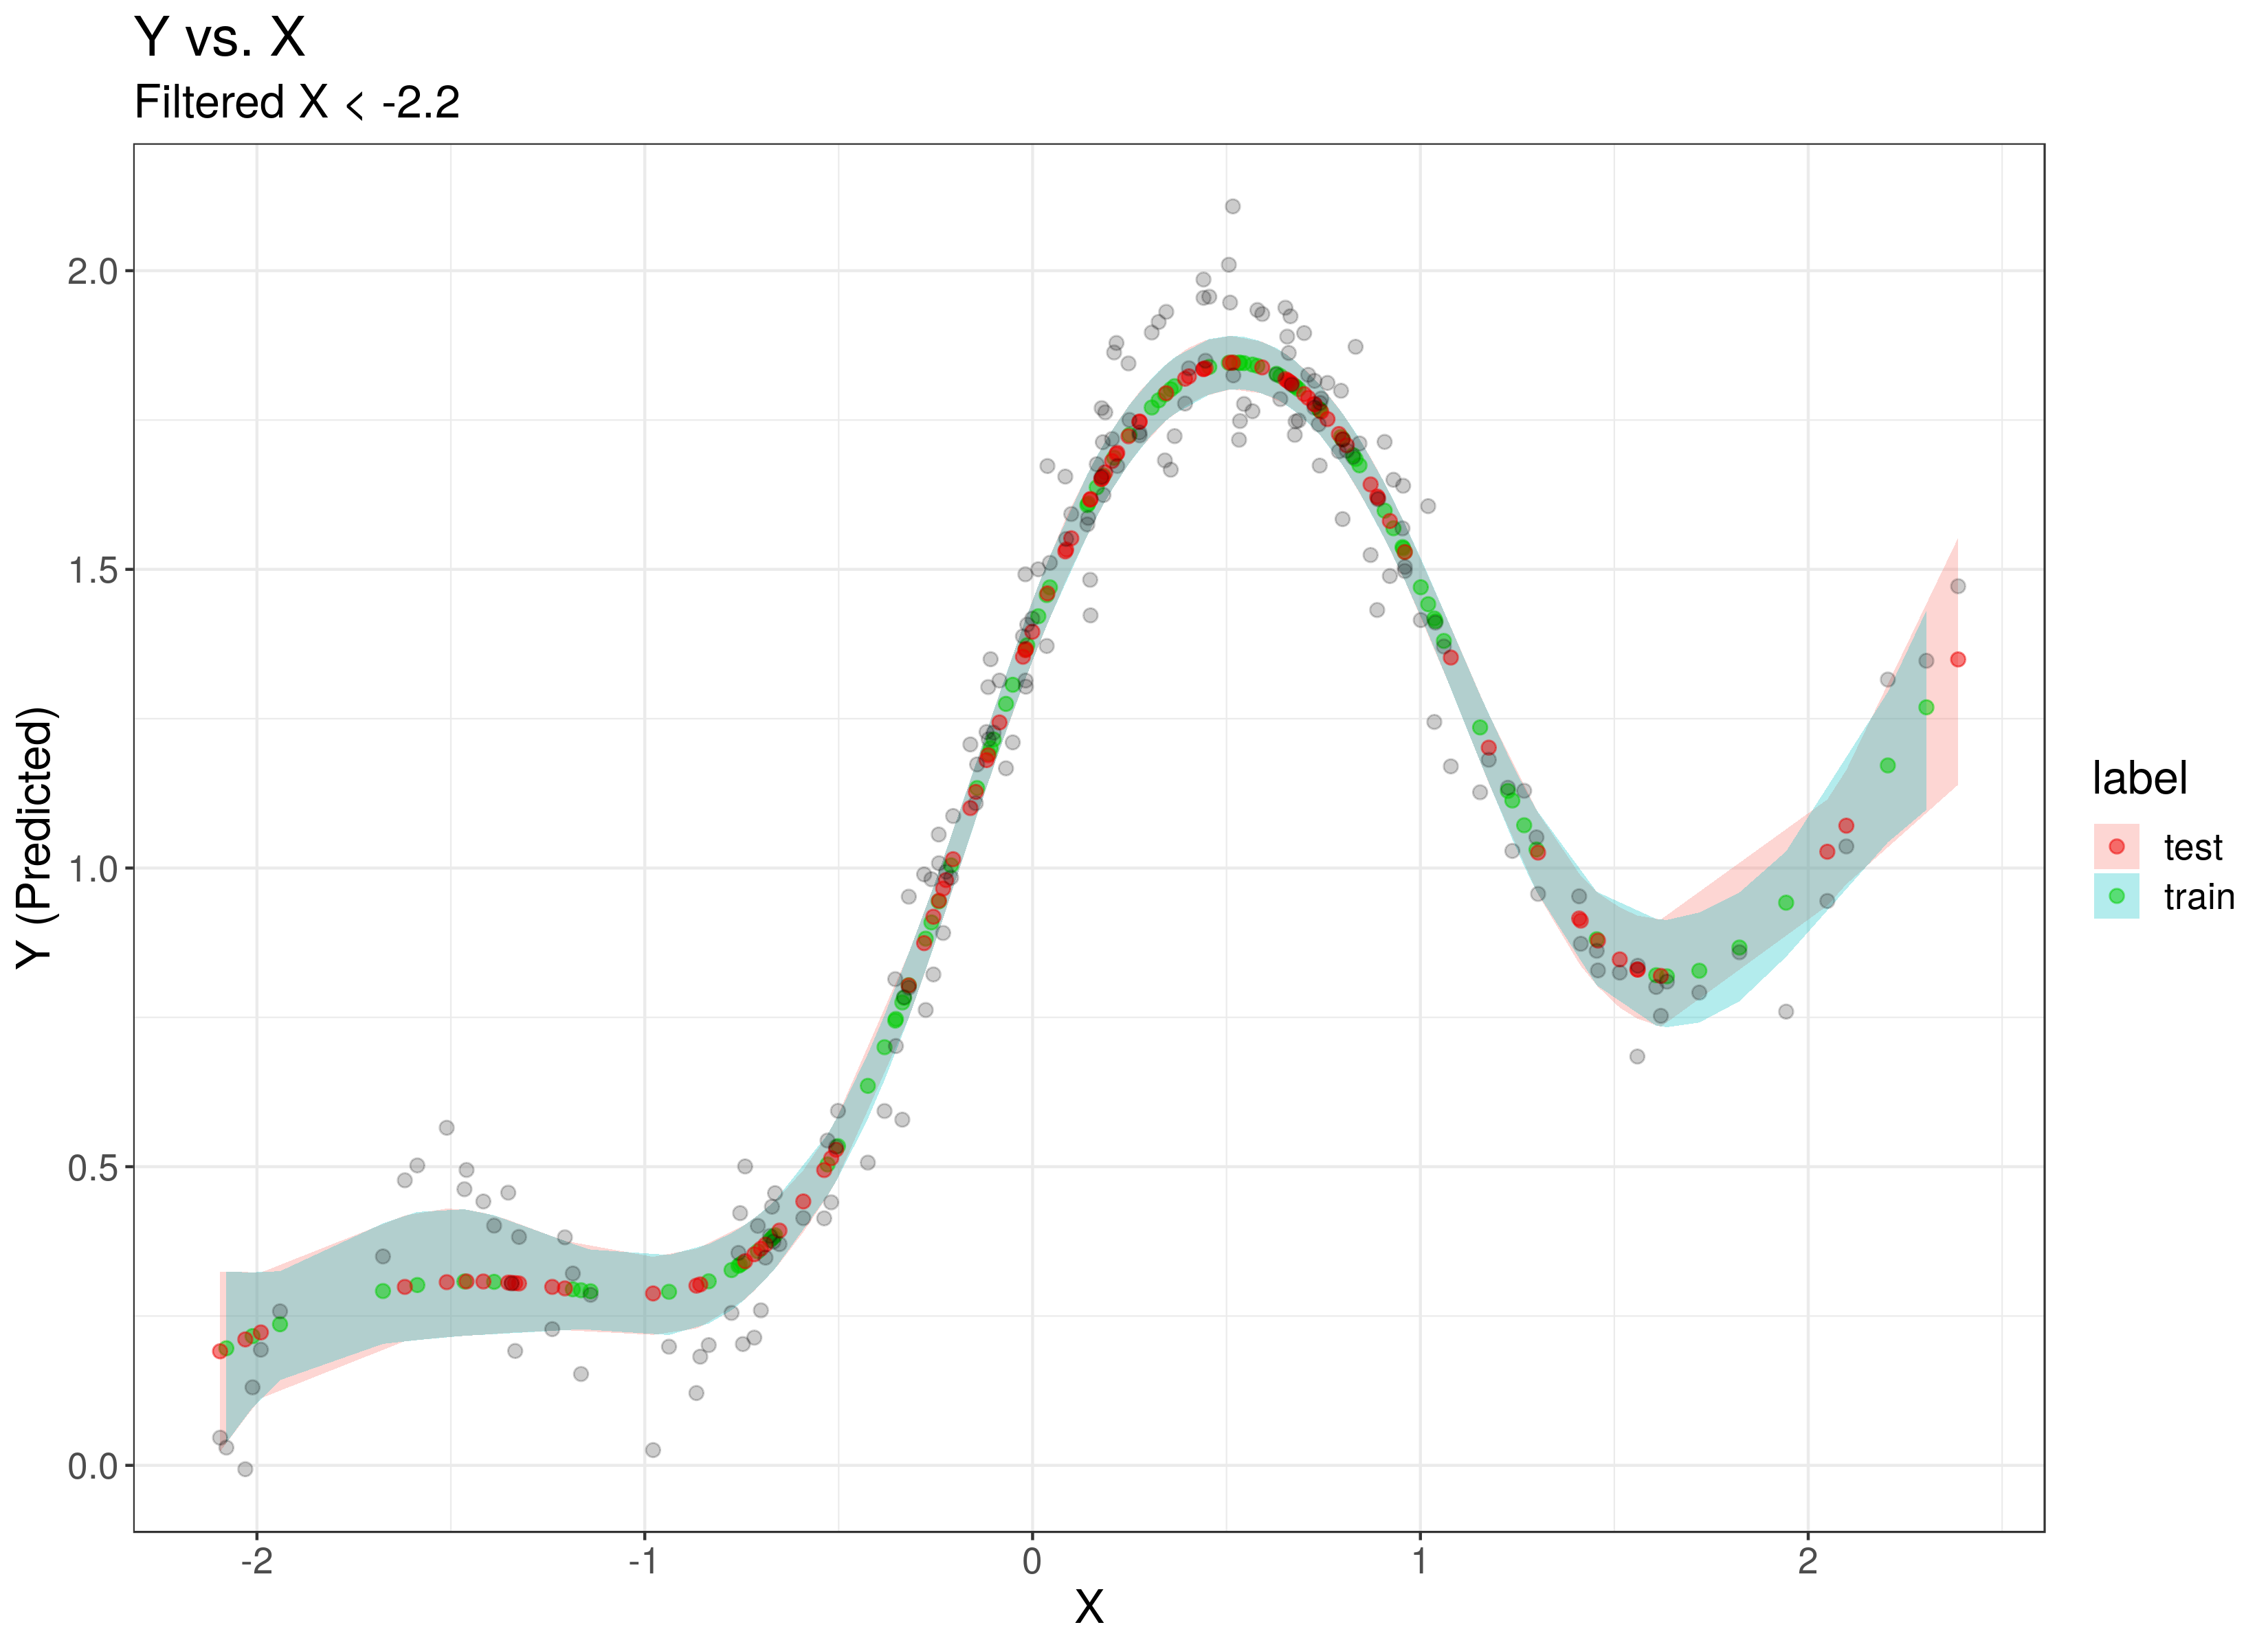 Y vs. X
Filtered X < -2.2
Y (Predicted)
2.0
1.5
1.0
0.5
0.0
-2
-1
0
1
2
X
label
test
train